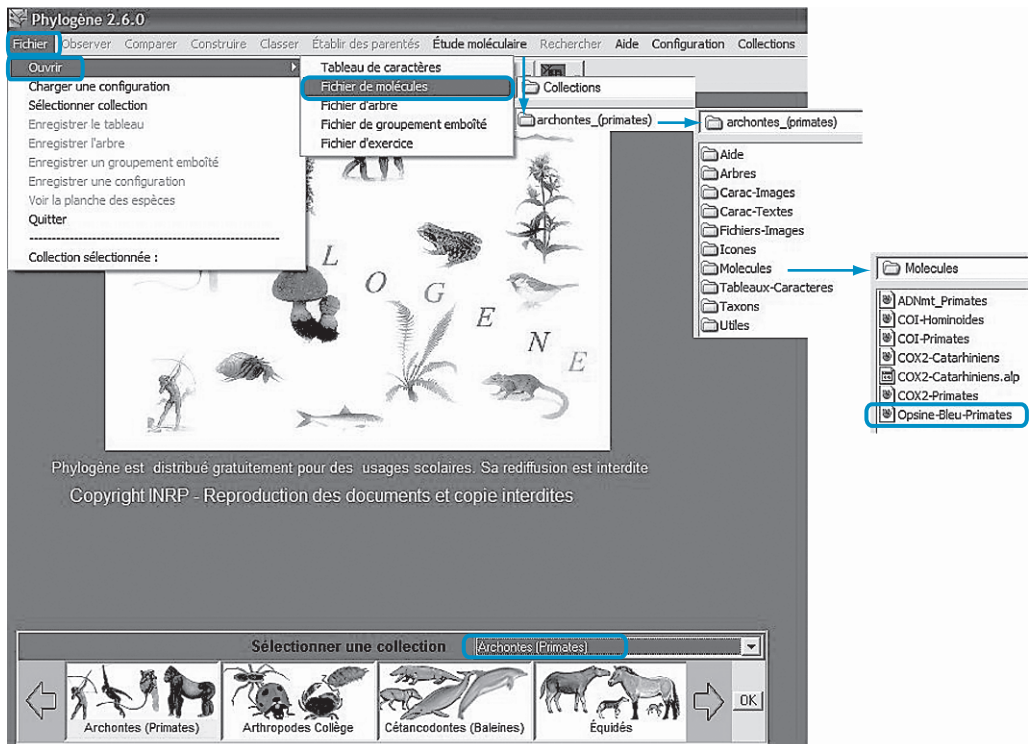 Phylogène 2.6.0
Fichier Observer Comparer Construire Classer Établir des parentés Étude moléculaire Rechercher Aide Configuration Collections
Ouvrir
Charger une configuration
Sélectionner collection
Enregistrer le tableau
Enregistrer l'arbre
Enregistrer un groupement emboîté
Enregistrer une configuration
Voir la planche des espèces
Quitter
Collection sélectionnée :
Tableau de caractères
Fichier de molécules
Fichier d'arbre
Fichier de groupement emboîté
Fichier d'exercice
Collections
archontes_(primates)
archontes_(primates)
Aide
Arbres
Carac-Images
Carac-Textes
Fichiers-Images
Icones
Molecules
Tableaux-Caracteres
Taxons
Utiles
Molecules
ADNmt_Primates
COI-Hominoides
COI-Primates
COX2-Catarhiniens
COX2-Catarhiniens.alp
COX2-Primates
Opsine-Bleu-Primates
L O G E N E
Phylogène est distribué gratuitement pour des usages scolaires. Sa rediffusion est interdite
Copyright INRP - Reproduction des documents et copie interdites
Sélectionner une collection Archontes (Primates)
Archontes (Primates) Arthropodes Collège Cétancodontes (Baleines) Équidés
OK